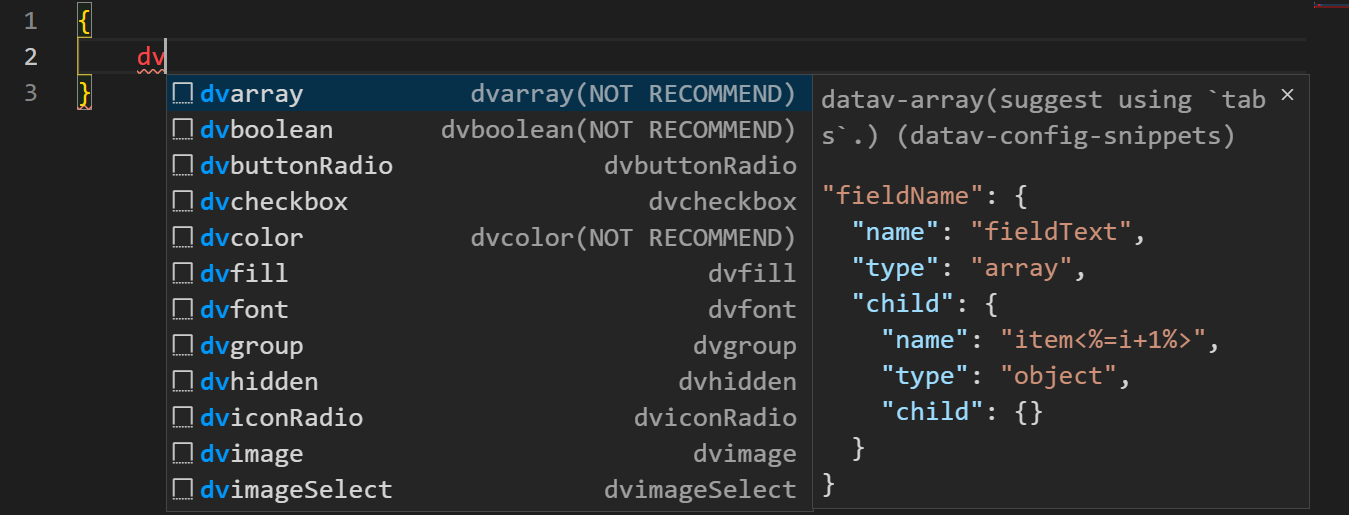 1 {
2 dv
3 }
dvarray dvarray(NOT RECOMMEND)
dvboolean dvboolean(NOT RECOMMEND)
dvbuttonRadio dvbuttonRadio
dvcheckbox dvcheckbox
dvcolor dvcolor(NOT RECOMMEND)
dvfill dvfill
dvfont dvfont
dvgroup dvgroup
dvhidden dvhidden
dviconRadio dviconRadio
dvimage dvimage
dvimageSelect dvimageSelect
datav-array(suggest using `tab
s`.) (datav-config-snippets)
"fieldName": {
"name": "fieldText",
"type": "array",
"child": {
"name": "item<%=i+1%>",
"type": "object",
"child": {}
}
}